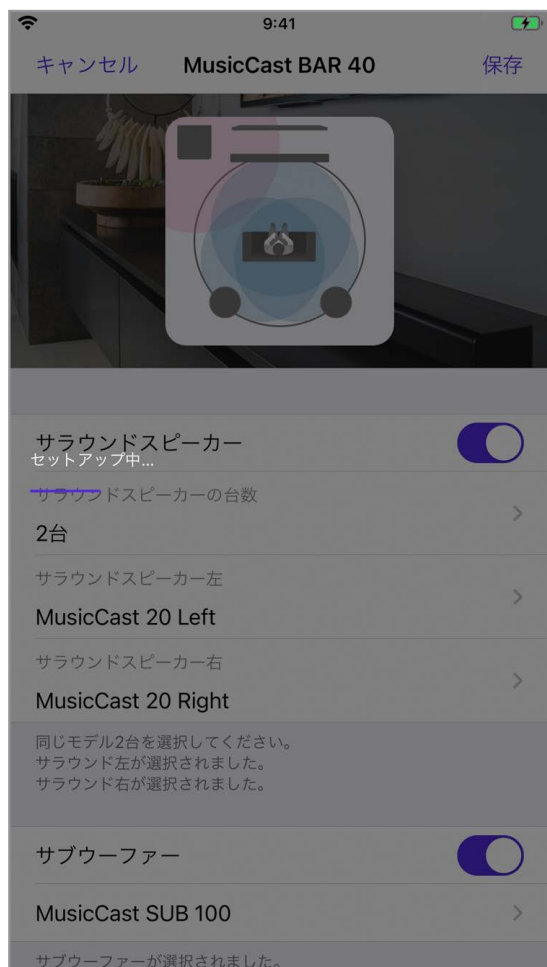 9:41
キャンセル MusicCast BAR 40 保存
サラウンドスピーカー
セットアップ中...
サラウンドスピーカーの台数
2台
サラウンドスピーカー左
MusicCast 20 Left
サラウンドスピーカー右
MusicCast 20 Right
同じモデル2台を選択してください。
サラウンド左が選択されました。
サラウンド右が選択されました。
サブウーファー
MusicCast SUB 100
サブウーファーが選択されました。